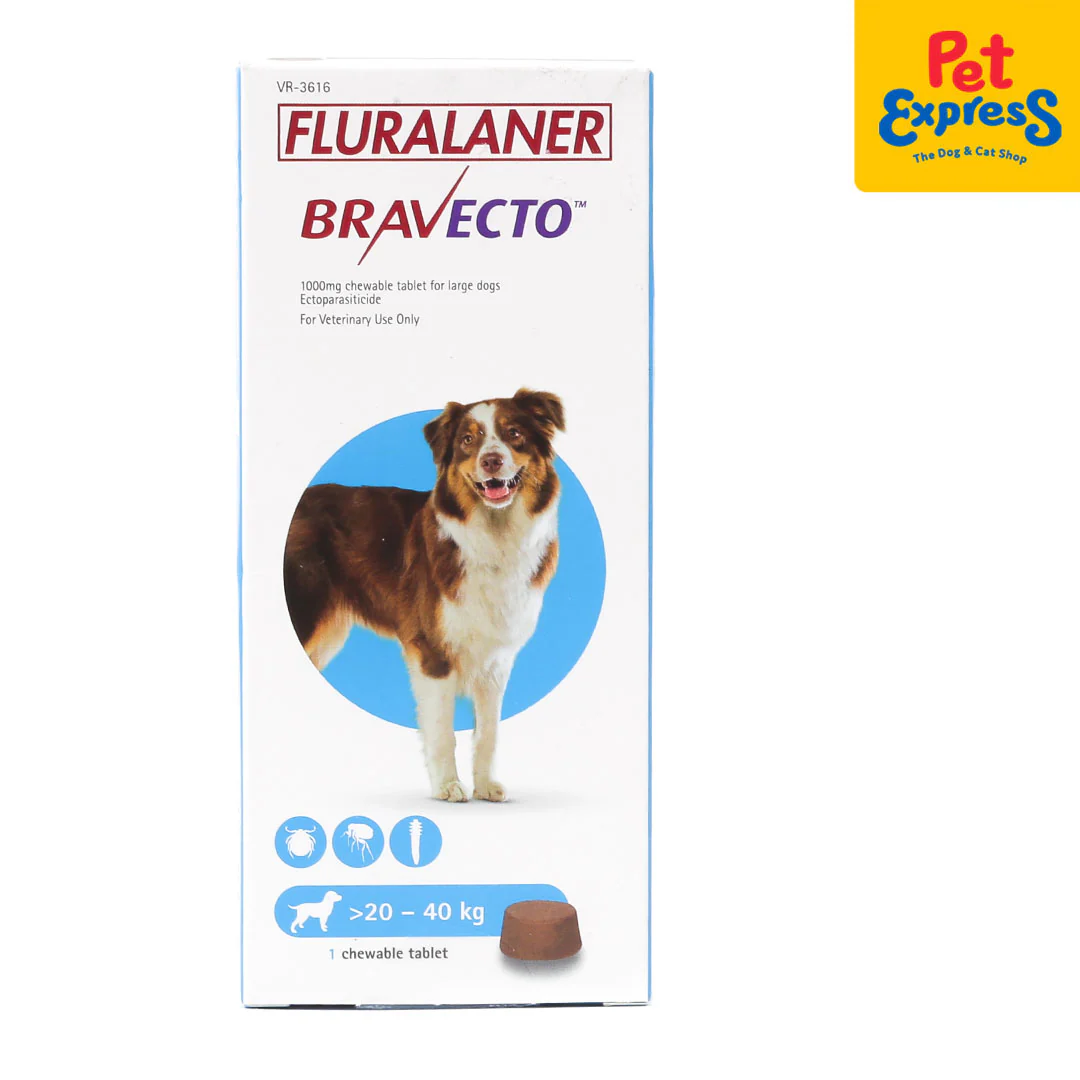 VR-3616
FLURALANER
BRAVECTO™
1000mg chewable tablet for large dogs
Ectoparasiticide
For Veterinary Use Only
>20 – 40 kg
1 chewable tablet
Pet
Express
The Dog & Cat Shop